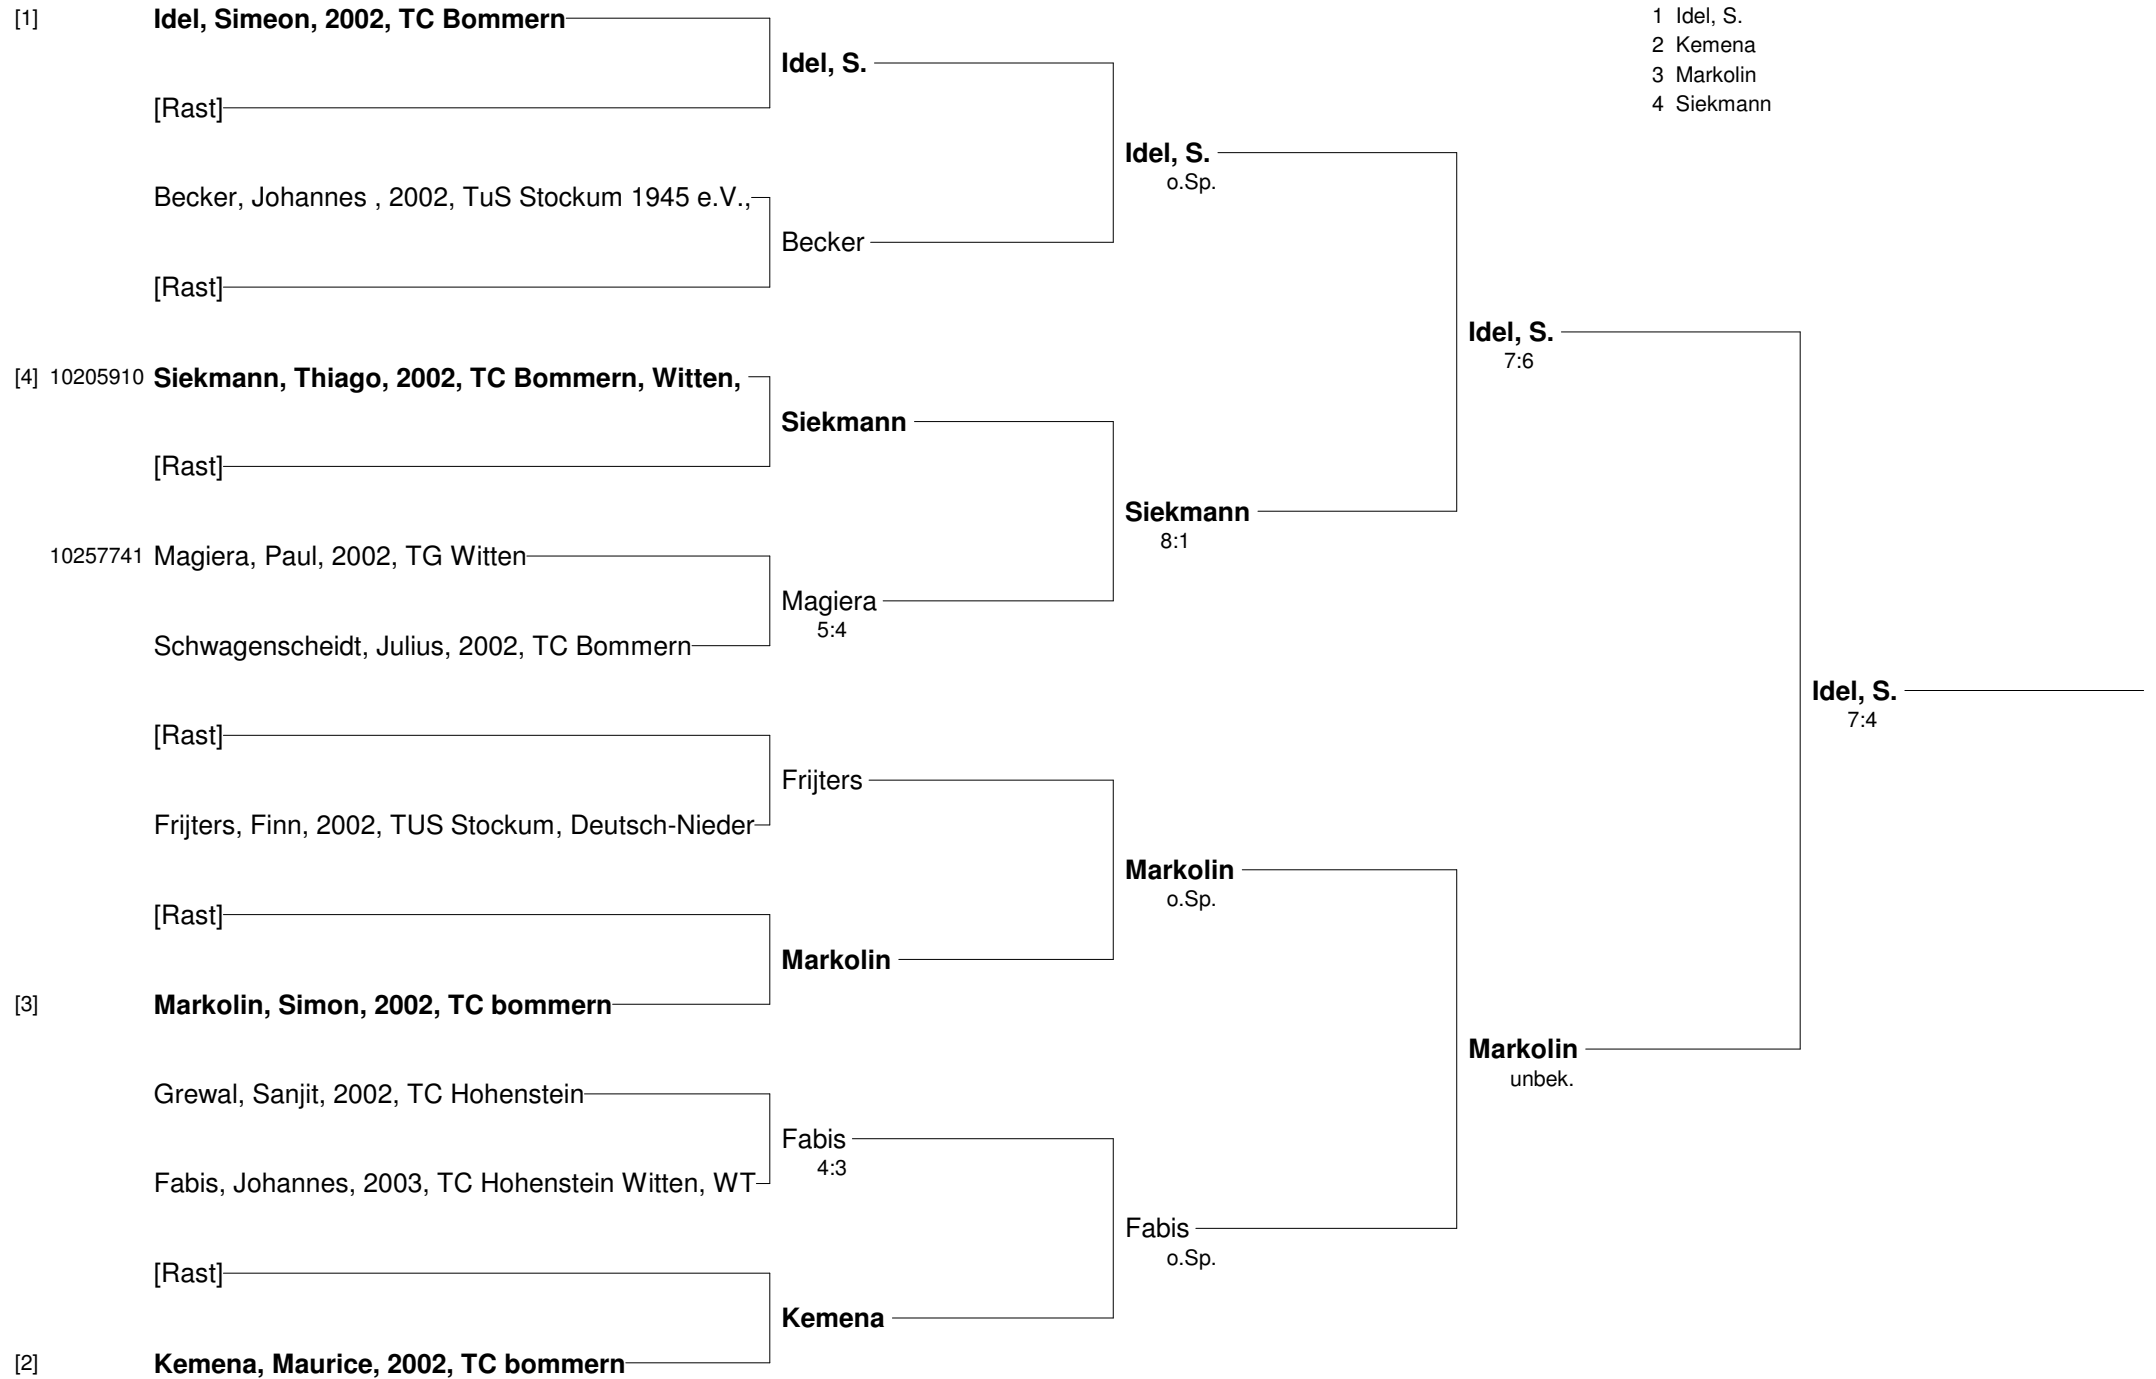 [1] Idel, Simeon, 2002, TC Bommern
1 Idel, S.
2 Kemena
3 Markolin
4 Siekmann
Idel, S.
[Rast]
Idel, S.
o.Sp.
Becker, Johannes , 2002, TuS Stockum 1945 e.V.,
Becker
[Rast]
Idel, S.
7:6
[4] 10205910 Siekmann, Thiago, 2002, TC Bommern, Witten,
Siekmann
[Rast]
Siekmann
8:1
10257741 Magiera, Paul, 2002, TG Witten
Magiera
5:4
Schwagenscheidt, Julius, 2002, TC Bommern
Idel, S.
7:4
[Rast]
Frijters
Frijters, Finn, 2002, TUS Stockum, Deutsch-Nieder
Markolin
o.Sp.
[Rast]
Markolin
[3] Markolin, Simon, 2002, TC bommern
Markolin
unbek.
Grewal, Sanjit, 2002, TC Hohenstein
Fabis
4:3
Fabis, Johannes, 2003, TC Hohenstein Witten, WT
Fabis
o.Sp.
[Rast]
Kemena
[2] Kemena, Maurice, 2002, TC bommern